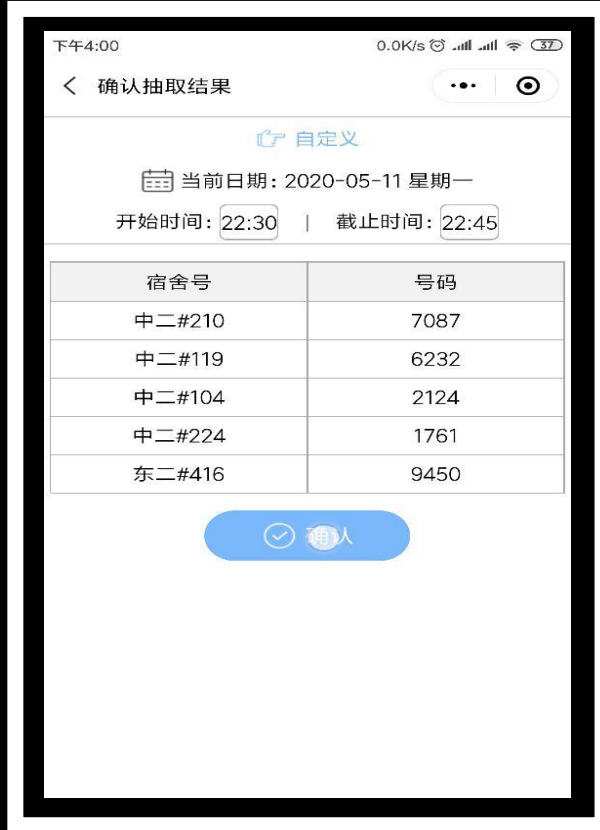 下午4:00 0.0K/s 37
确认抽取结果
自定义
当前日期: 2020-05-11 星期一
开始时间: 22:30 | 截止时间: 22:45
宿舍号 号码
中二#210 7087
中二#119 6232
中二#104 2124
中二#224 1761
东二#416 9450
确认